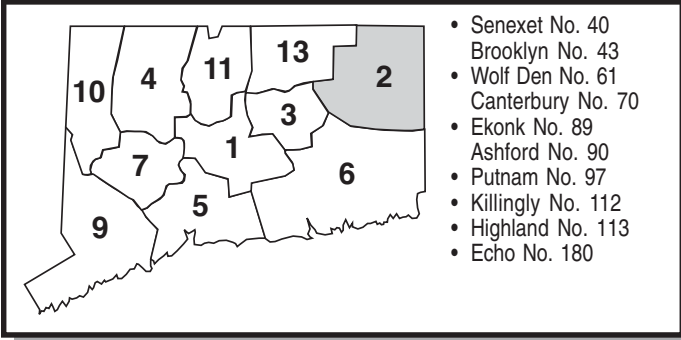 13
11
4
2
10
3
1
7
6
5
9
• Senexet No. 40
Brooklyn No. 43
• Wolf Den No. 61
Canterbury No. 70
• Ekonk No. 89
Ashford No. 90
• Putnam No. 97
• Killingly No. 112
• Highland No. 113
• Echo No. 180